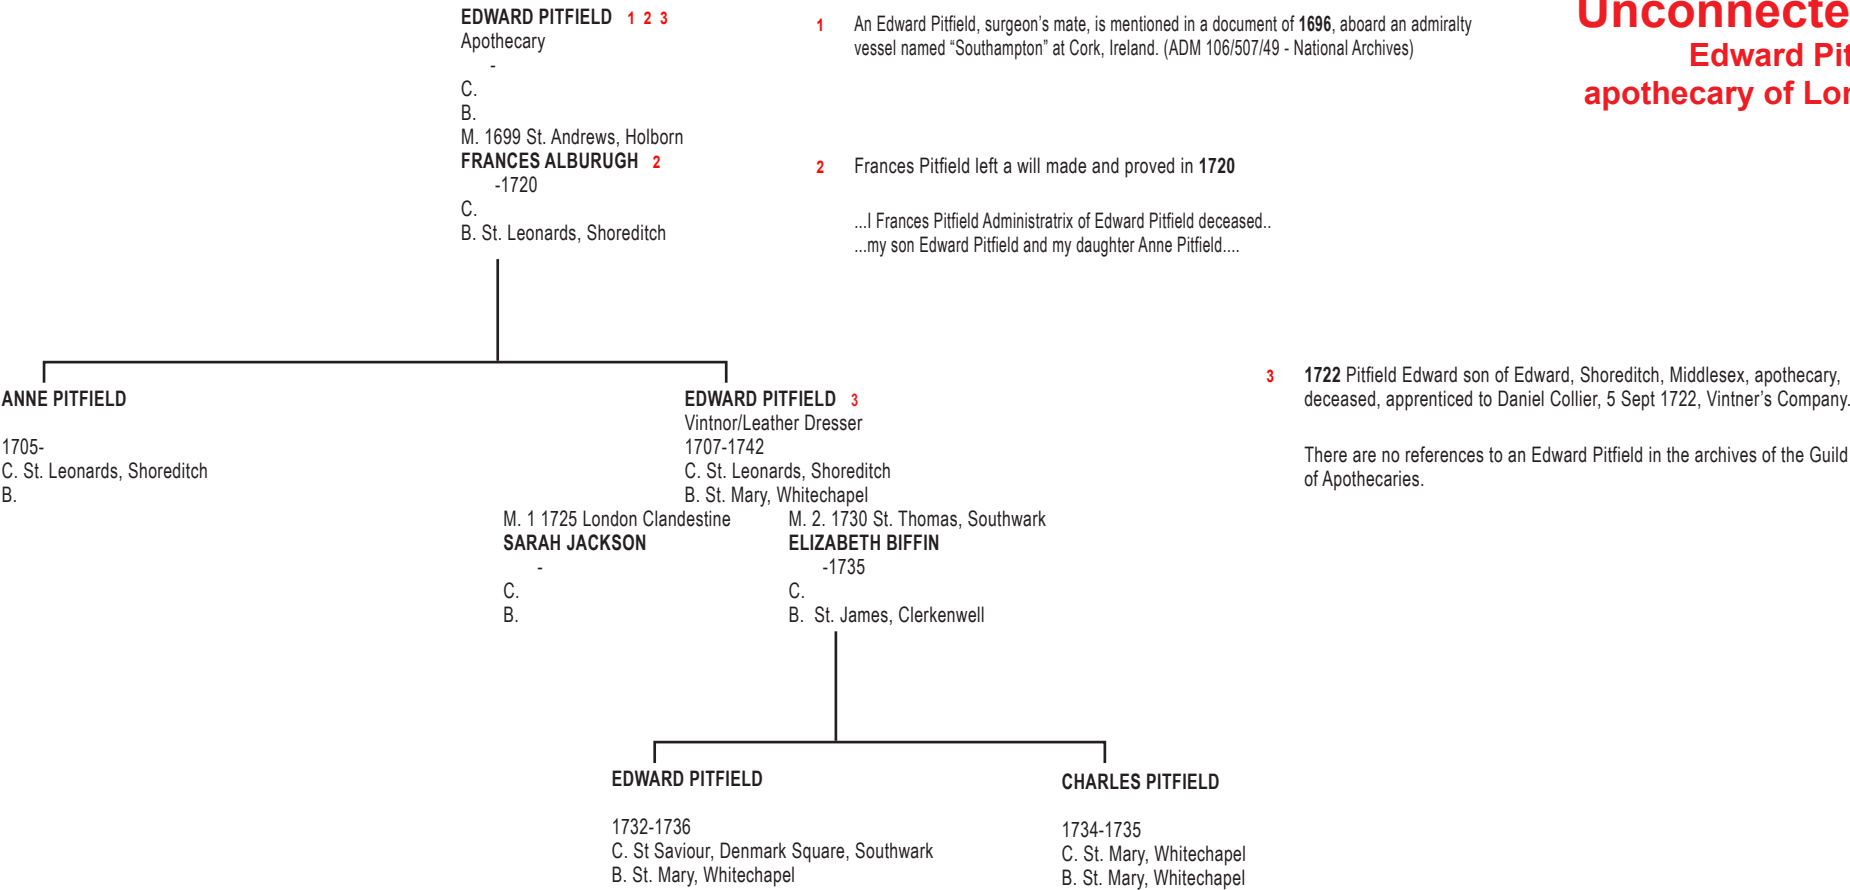 EDWARD PITFIELD 1 2 3
Apothecary
-
C.
B.
M. 1699 St. Andrews, Holborn
FRANCES ALBURUGH 2
-1720
C.
B. St. Leonards, Shoreditch
1 An Edward Pitfield, surgeon’s mate, is mentioned in a document of 1696, aboard an admiralty
vessel named “Southampton” at Cork, Ireland. (ADM 106/507/49 - National Archives)
Unconnecte
Edward Pit
apothecary of Lon
2 Frances Pitfield left a will made and proved in 1720
...I Frances Pitfield Administratrix of Edward Pitfield deceased..
...my son Edward Pitfield and my daughter Anne Pitfield....
ANNE PITFIELD
1705-
C. St. Leonards, Shoreditch
B.
EDWARD PITFIELD 3
Vintnor/Leather Dresser
1707-1742
C. St. Leonards, Shoreditch
B. St. Mary, Whitechapel
M. 1 1725 London Clandestine
SARAH JACKSON
-
C.
B.
M. 2. 1730 St. Thomas, Southwark
ELIZABETH BIFFIN
-1735
C.
B. St. James, Clerkenwell
3 1722 Pitfield Edward son of Edward, Shoreditch, Middlesex, apothecary,
deceased, apprenticed to Daniel Collier, 5 Sept 1722, Vintner’s Company.
There are no references to an Edward Pitfield in the archives of the Guild
of Apothecaries.
EDWARD PITFIELD
1732-1736
C. St Saviour, Denmark Square, Southwark
B. St. Mary, Whitechapel
CHARLES PITFIELD
1734-1735
C. St. Mary, Whitechapel
B. St. Mary, Whitechapel